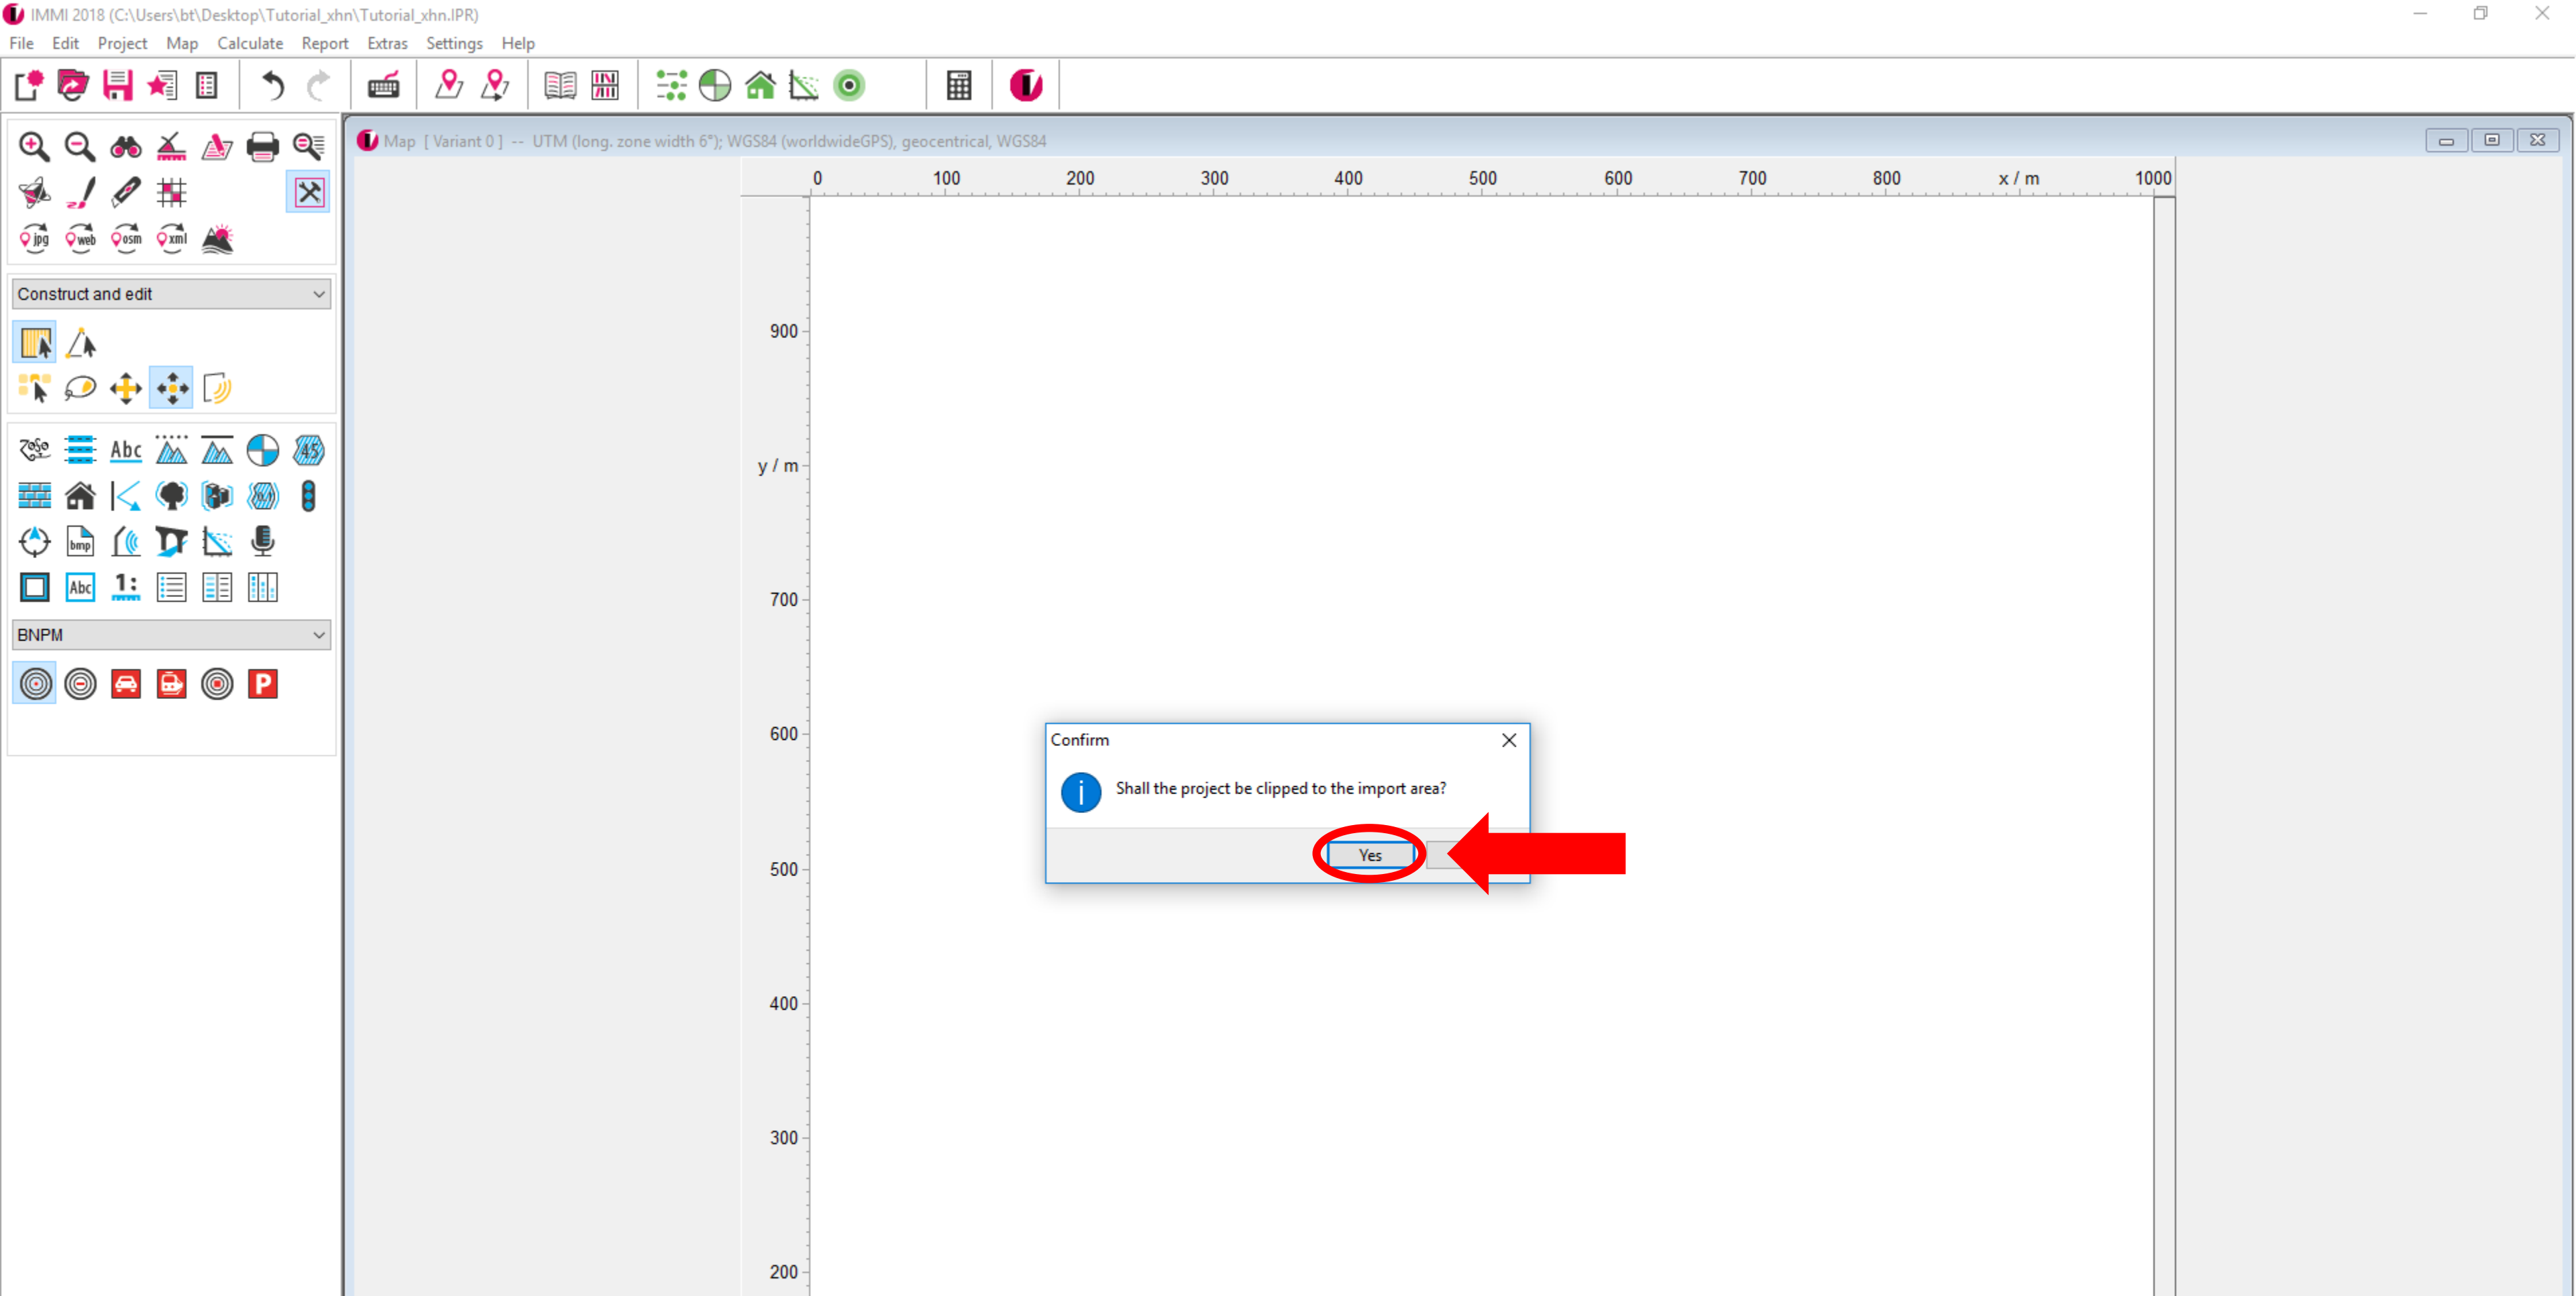 IMMI 2018 (C:\Users\bt\Desktop\Tutorial_xhn\Tutorial_xhn.IPR)
File Edit Project Map Calculate Report Extras Settings Help
Map [ Variant 0 ] -- UTM (long. zone width 6°); WGS84 (worldwideGPS), geocentrical, WGS84
0 100 200 300 400 500 600 700 800 x / m 1000
jpg web osm xml
Construct and edit
900
Abc 45
y / m
bmp
Abc 1:
700
BNPM
P
600
Confirm
Shall the project be clipped to the import area?
Yes
500
400
300
200